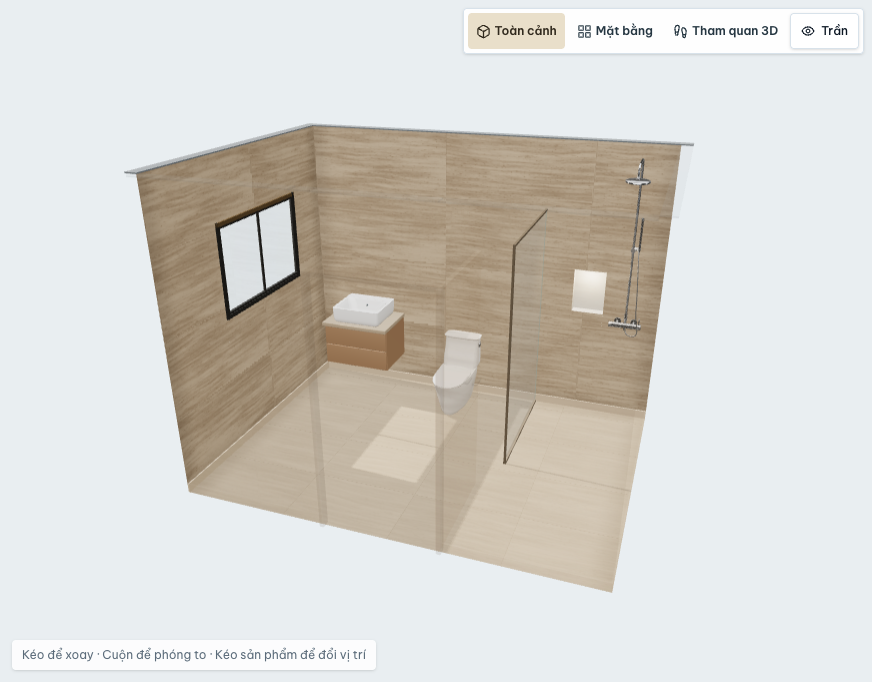 Toàn cảnh
Mặt bằng
Tham quan 3D
Trần
Kéo để xoay · Cuộn để phóng to · Kéo sản phẩm để đổi vị trí